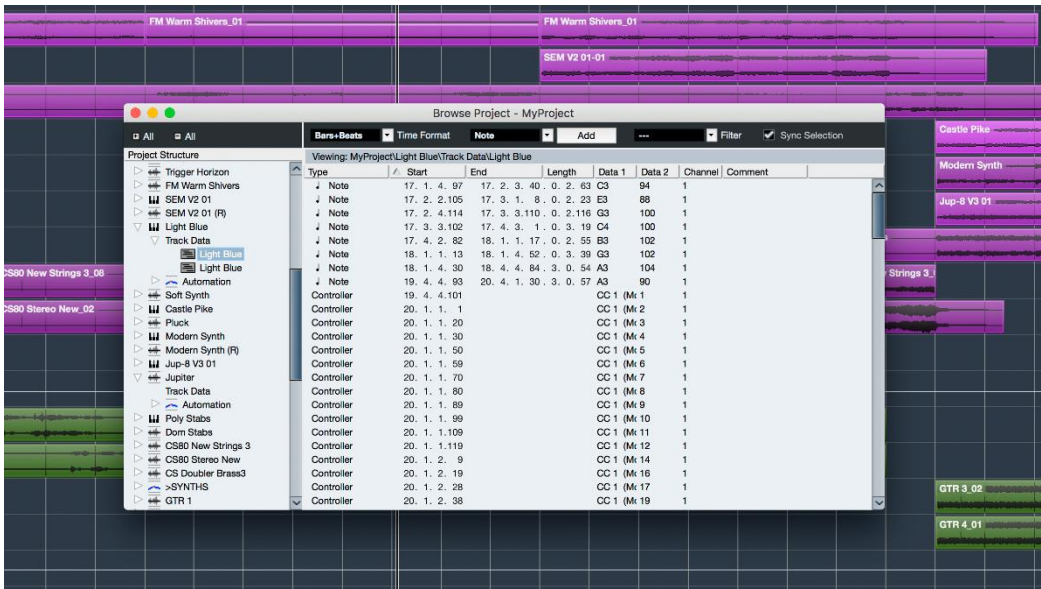 FM Warm Shivers_01 FM Warm Shivers_01
SEM V2 01-01
Browse Project - MyProject
All All Bars+Beats Time Format Note Add --- Filter Sync Selection
Castle Pike
Project Structure Viewing: MyProject\Light Blue\Track Data\Light Blue
Modern Synth
Trigger Horizon Type Start End Length Data 1 Data 2 Channel Comment
FM Warm Shivers Note 17. 1. 4. 97 17. 2. 3. 40 . 0. 2. 63 C3 94 1
SEM V2 01 Note 17. 2. 2.105 17. 3. 1. 8 . 0. 2. 23 E3 88 1
Jup-8 V3 01
SEM V2 01 (R) Note 17. 2. 4.114 17. 3. 3.110 . 0. 2.116 G3 100 1
Light Blue Note 17. 3. 3.102 17. 4. 3. 1 . 0. 3. 19 C4 100 1
Track Data Note 17. 4. 2. 82 18. 1. 1. 17 . 0. 2. 55 B3 102 1
Light Blue Note 18. 1. 1. 13 18. 1. 4. 52 . 0. 3. 39 G3 102 1
CS80 New Strings 3_08 Light Blue Note 18. 1. 4. 30 18. 4. 4. 84 . 3. 0. 54 A3 104 1 Strings 3_
Automation Note 19. 4. 4. 93 20. 4. 1. 30 . 3. 0. 57 A3 90 1
Soft Synth Controller 19. 4. 4.101 CC 1 (Mc 1 1
CS80 Stereo New_02 Castle Pike Controller 20. 1. 1. 1 CC 1 (Mc 2 1
Pluck Controller 20. 1. 1. 20 CC 1 (Mc 3 1
Modern Synth Controller 20. 1. 1. 30 CC 1 (Mc 4 1
Modern Synth (R) Controller 20. 1. 1. 50 CC 1 (Mc 5 1
Jup-8 V3 01 Controller 20. 1. 1. 59 CC 1 (Mc 6 1
Jupiter Controller 20. 1. 1. 70 CC 1 (Mc 7 1
Track Data Controller 20. 1. 1. 80 CC 1 (Mc 8 1
Automation Controller 20. 1. 1. 89 CC 1 (Mc 9 1
Poly Stabs Controller 20. 1. 1. 99 CC 1 (Mc 10 1
Dom Stabs Controller 20. 1. 1.109 CC 1 (Mc 11 1
CS80 New Strings 3 Controller 20. 1. 1.119 CC 1 (Mc 12 1
CS80 Stereo New Controller 20. 1. 2. 9 CC 1 (Mc 14 1
CS Doubler Brass3 Controller 20. 1. 2. 19 CC 1 (Mc 16 1
>SYNTHS Controller 20. 1. 2. 28 CC 1 (Mc 17 1
GTR 1 Controller 20. 1. 2. 38 CC 1 (Mc 19 1
GTR 3_02
GTR 4_01